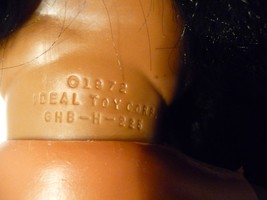 ©1972
IDEAL TOY CORP.
GHB-H-225